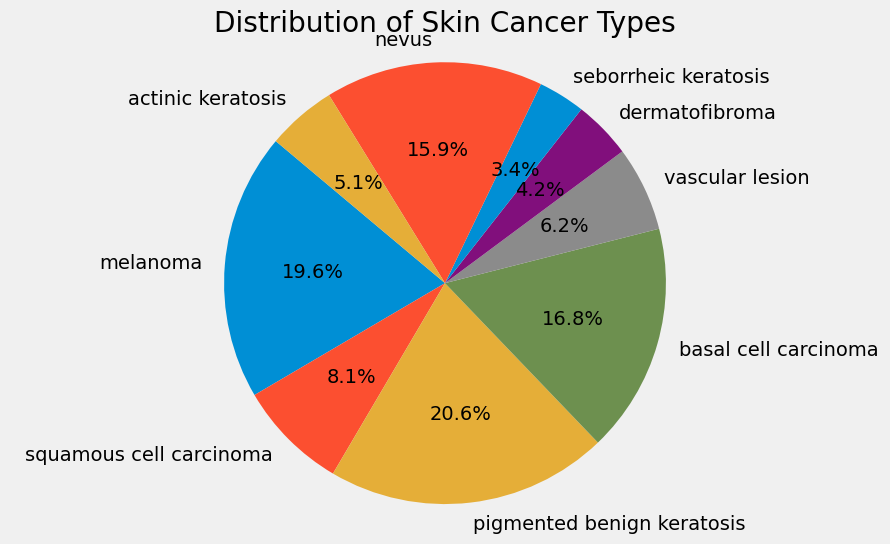 Distribution of Skin Cancer Types
nevus
seborrheic keratosis
actinic keratosis
dermatofibroma
15.9%
3.4%
5.1%
4.2%
vascular lesion
6.2%
melanoma
19.6%
16.8%
basal cell carcinoma
8.1%
20.6%
squamous cell carcinoma
pigmented benign keratosis